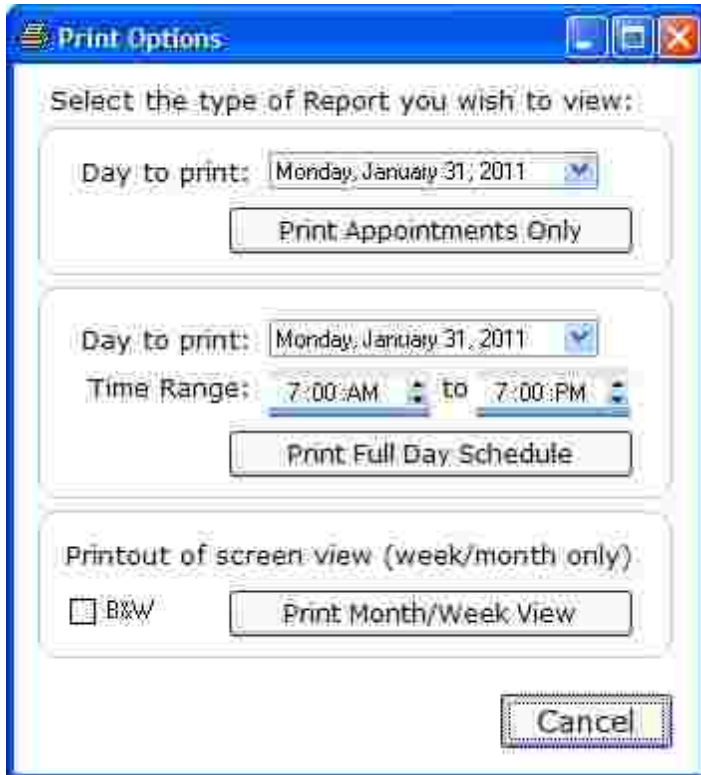 Print Options
Select the type of Report you wish to view:
Day to print: Monday, January 31, 2011
Print Appointments Only
Day to print: Monday, January 31, 2011
Time Range: 7:00:AM to 7:00:PM
Print Full Day Schedule
Printout of screen view (week/month only)
B&W Print Month/Week View
Cancel